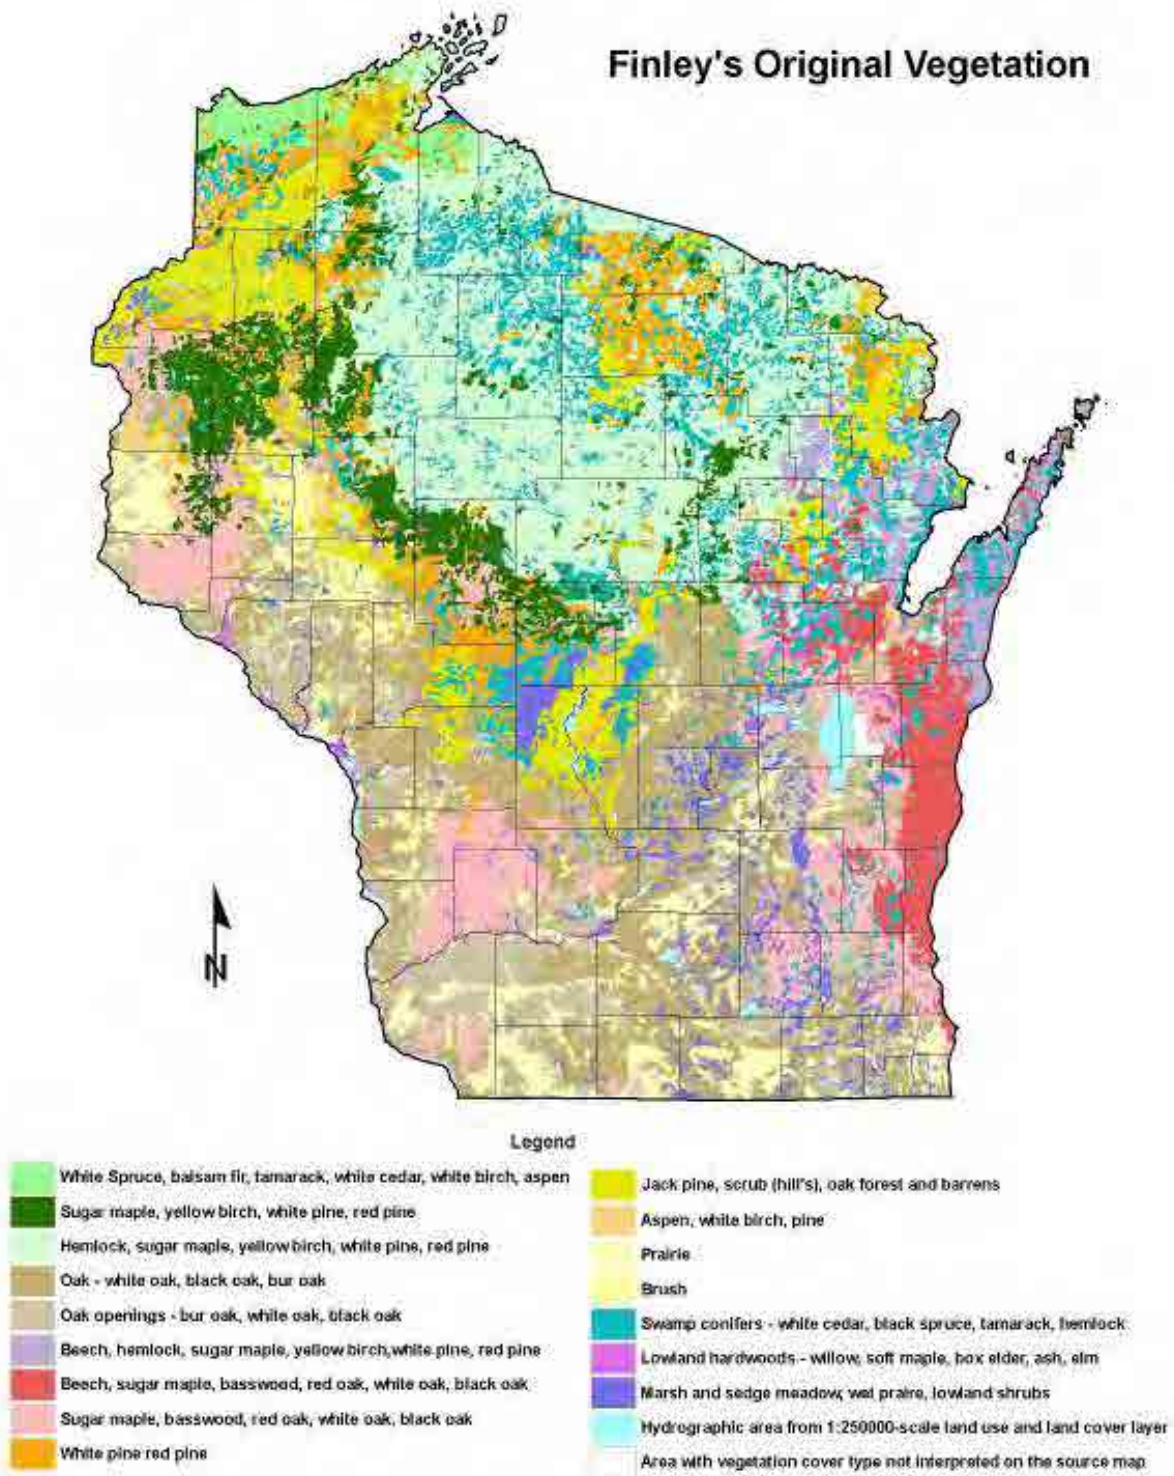 Finley's Original Vegetation
N
Legend
White Spruce, balsam fir, tamarack, white cedar, white birch, aspen
Sugar maple, yellow birch, white pine, red pine
Hemlock, sugar maple, yellow birch, white pine, red pine
Oak - white oak, black oak, bur oak
Oak openings - bur oak, white oak, black oak
Beech, hemlock, sugar maple, yellow birch,white pine, red pine
Beech, sugar maple, basswood, red oak, white oak, black oak
Sugar maple, basswood, red oak, white oak, black oak
White pine red pine
Jack pine, scrub (hill's), oak forest and barrens
Aspen, white birch, pine
Prairie
Brush
Swamp conifers - white cedar, black spruce, tamarack, hemlock
Lowland hardwoods - willow, soft maple, box elder, ash, elm
Marsh and sedge meadow, wet praire, lowland shrubs
Hydrographic area from 1:250000-scale land use and land cover layer
Area with vegetation cover type not interpreted on the source map